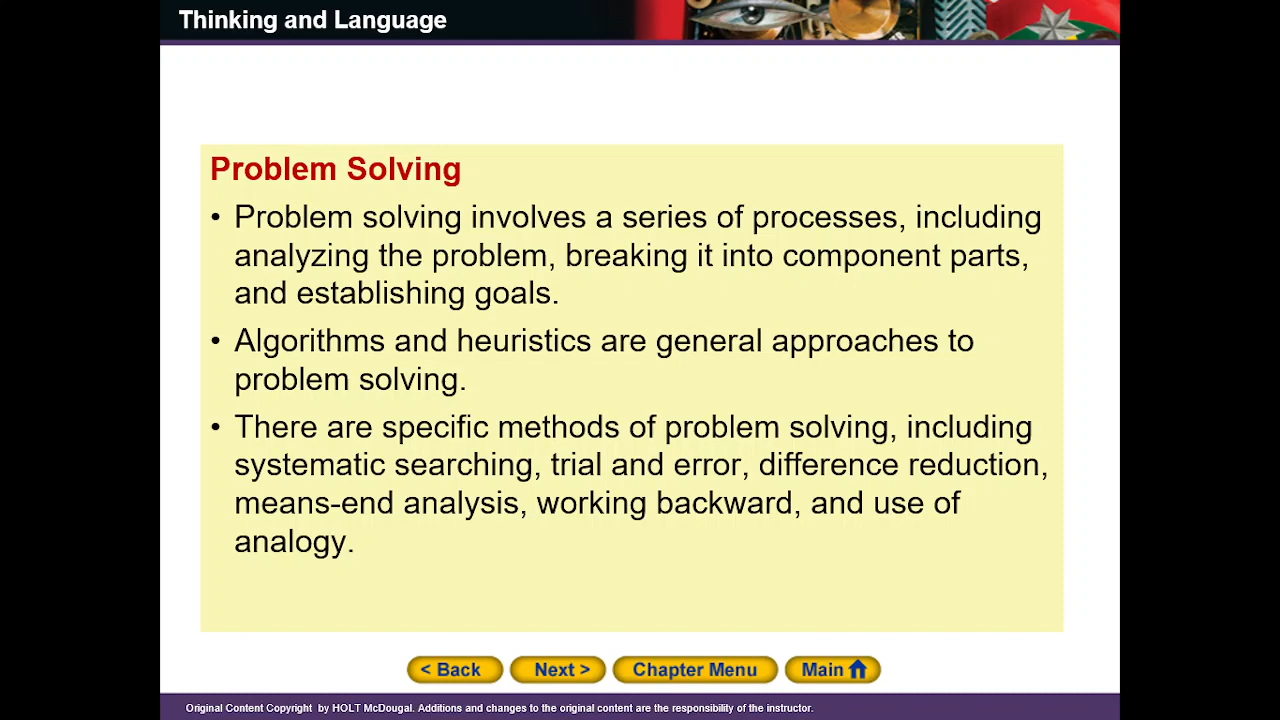 Thinking and Language
Problem Solving
• Problem solving involves a series of processes, including
analyzing the problem, breaking it into component parts,
and establishing goals.
• Algorithms and heuristics are general approaches to
problem solving.
• There are specific methods of problem solving, including
systematic searching, trial and error, difference reduction,
means-end analysis, working backward, and use of
analogy.
< Back Next > Chapter Menu Main
Original Content Copyright by HOLT McDougal. Additions and changes to the original content are the responsibility of the instructor.